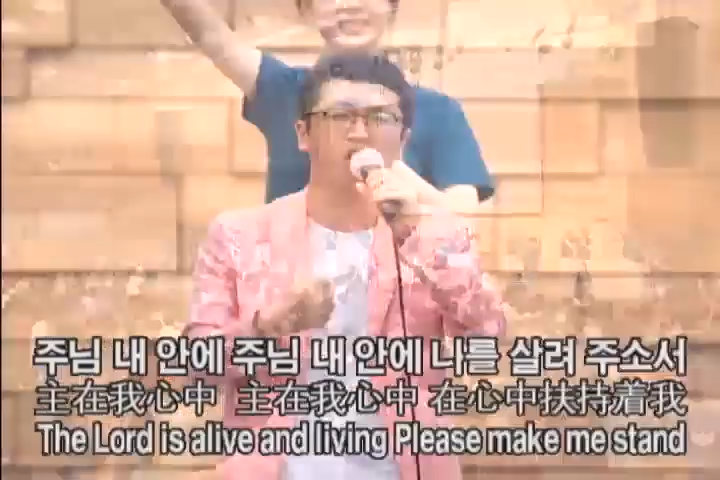 주님 내 안에 주님 내 안에 나를 살려 주소서
主在我心中 主在我心中 在心中扶持着我
The Lord is alive and living Please make me stand